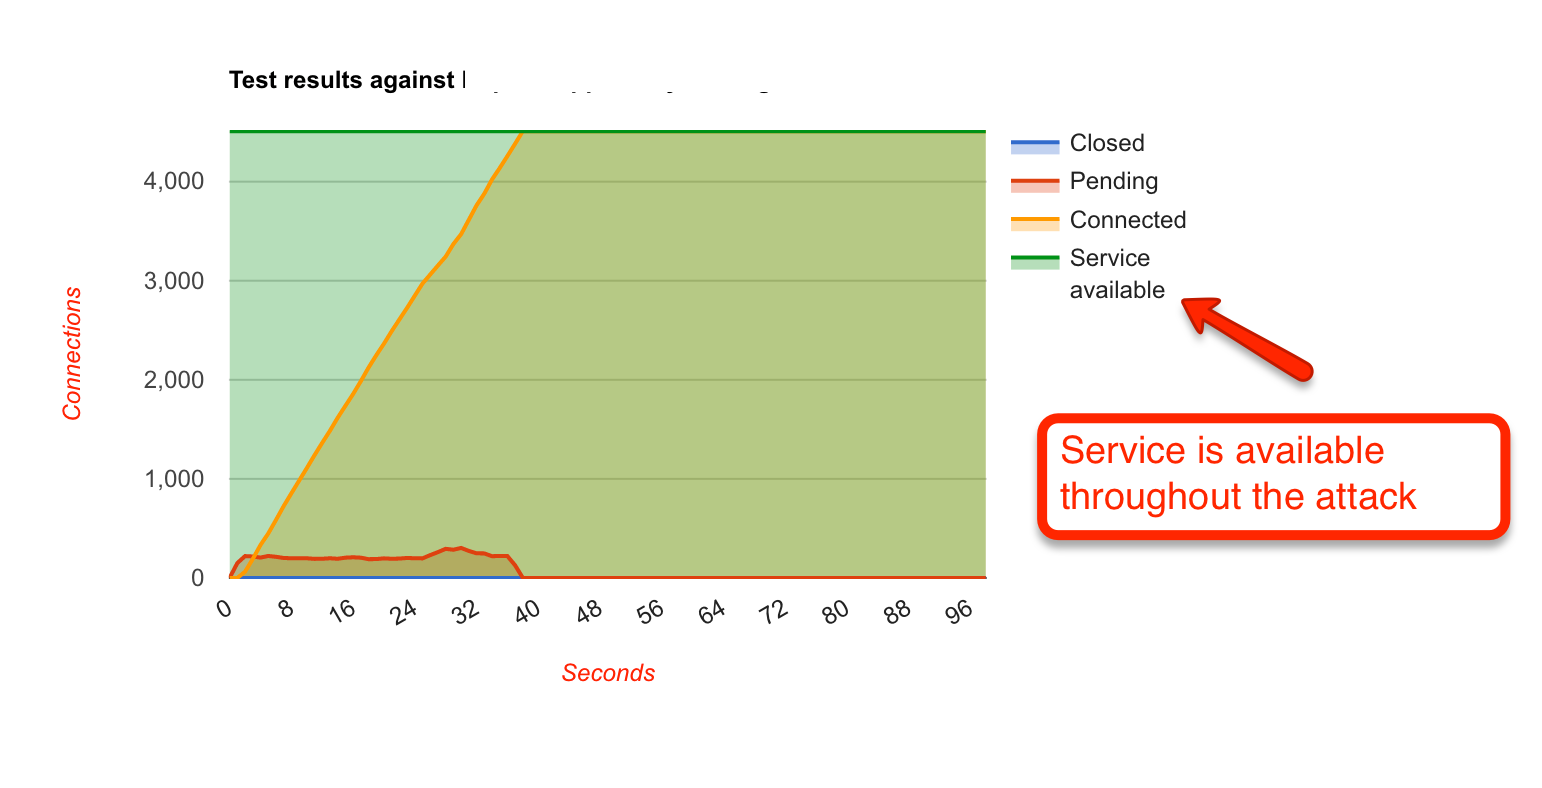 Test results against
4,000
3,000
2,000
1,000
0
Connections
0 8 16 24 32 40 48 56 64 72 80 88 96
Seconds
Closed
Pending
Connected
Service
available
Service is available
throughout the attack